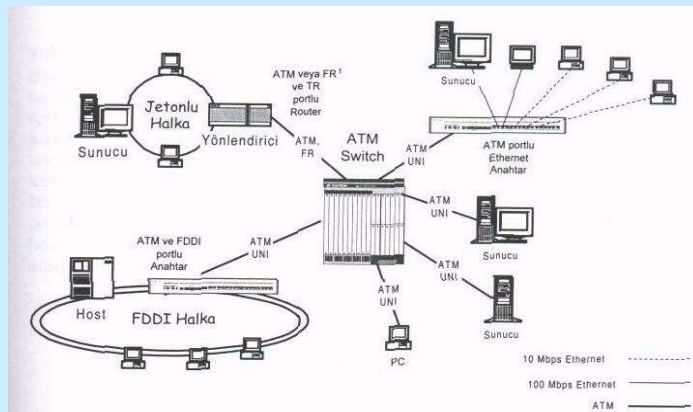 ATM veya FR¹
ve TR
portlu
Router
Jetonlu
Halka
Sunucu
Yönlendirici
ATM,
FR
ATM
Switch
Sunucu
ATM
UNI
ATM portlu
Ethernet
Anahtar
ATM
UNI
Sunucu
ATM
UNI
Sunucu
ATM ve FDDI
portlu
Anahtar
ATM
UNI
Host
FDDI Halka
ATM
UNI
PC
10 Mbps Ethernet
100 Mbps Ethernet
ATM